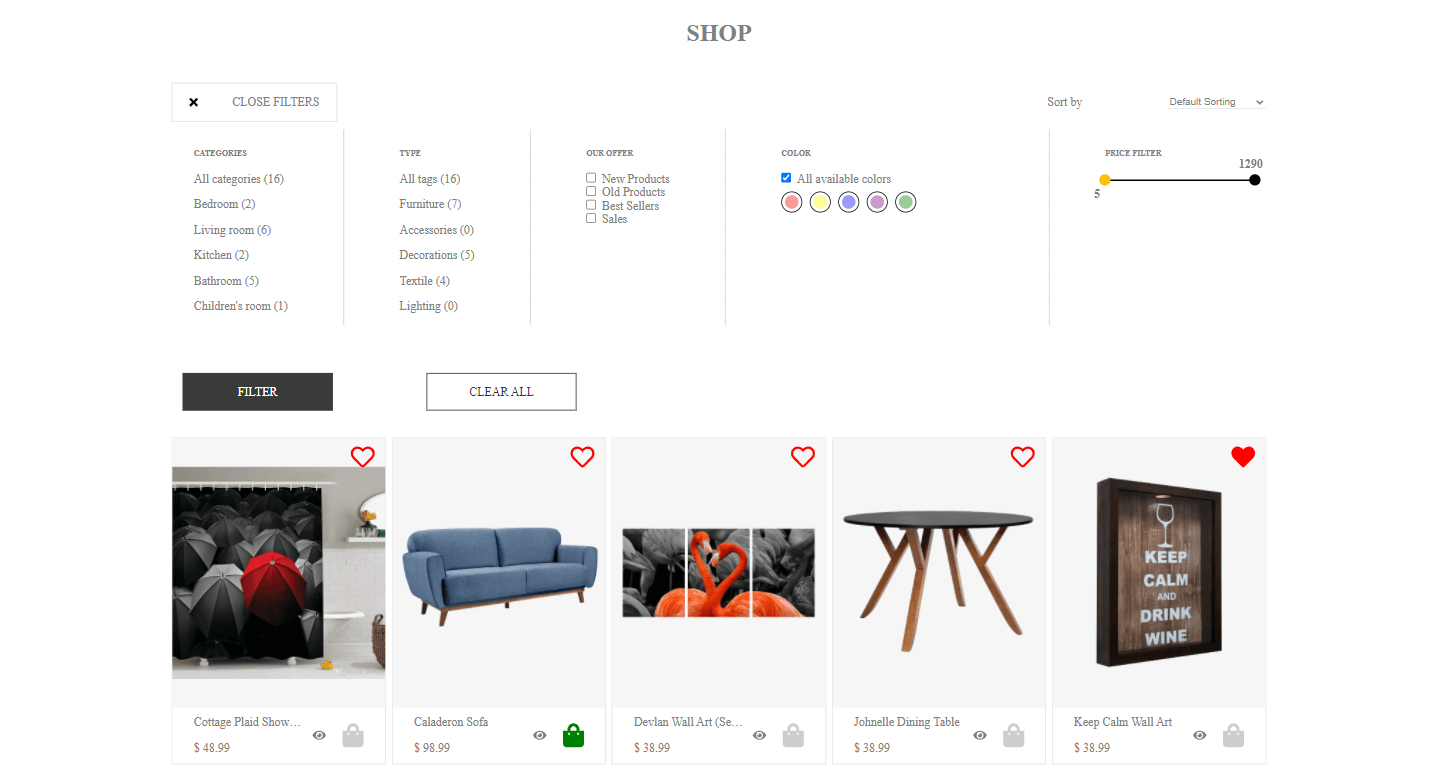 SHOP
CLOSE FILTERS
Sort by
Default Sorting
CATEGORIES
All categories (16)
Bedroom (2)
Living room (6)
Kitchen (2)
Bathroom (5)
Children's room (1)
TYPE
All tags (16)
Furniture (7)
Accessories (0)
Decorations (5)
Textile (4)
Lighting (0)
OUR OFFER
New Products
Old Products
Best Sellers
Sales
COLOR
All available colors
PRICE FILTER
1290
5
FILTER
CLEAR ALL
KEEP
CALM
AND
DRINK
WINE
Cottage Plaid Show...
$ 48.99
Caladeron Sofa
$ 98.99
Devlan Wall Art (Se...
$ 38.99
Johnelle Dining Table
$ 38.99
Keep Calm Wall Art
$ 38.99